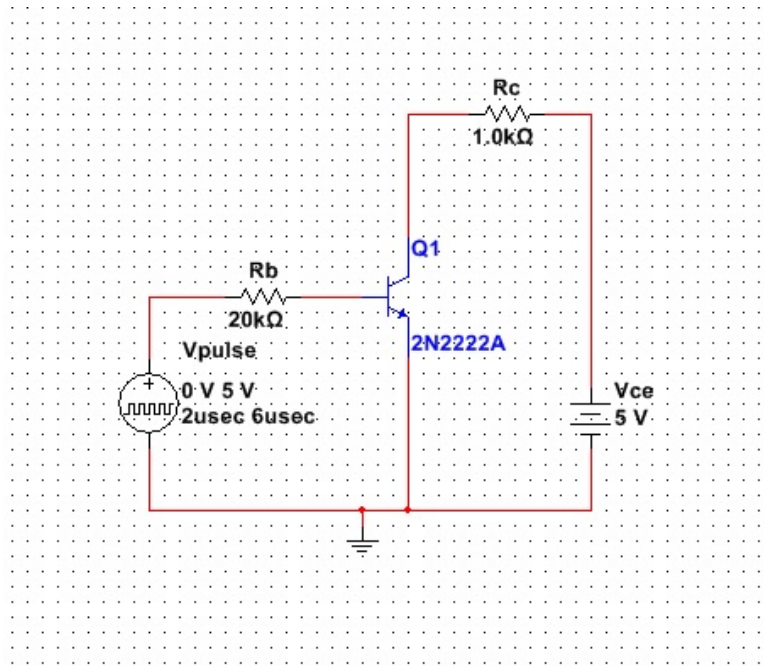 Rc
1.0kΩ
Q1
Rb
20kΩ
2N2222A
Vpulse
0 V 5 V
2usec 6usec
Vce
5 V